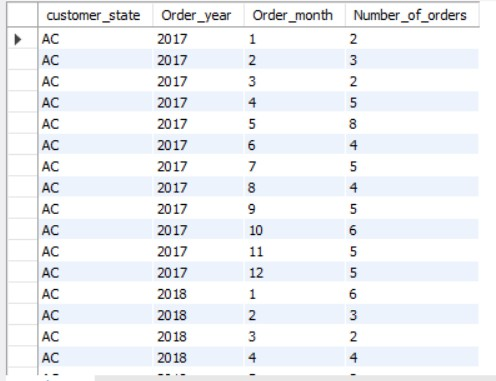 customer_state Order_year Order_month Number_of_orders
AC 2017 1 2
AC 2017 2 3
AC 2017 3 2
AC 2017 4 5
AC 2017 5 8
AC 2017 6 4
AC 2017 7 5
AC 2017 8 4
AC 2017 9 5
AC 2017 10 6
AC 2017 11 5
AC 2017 12 5
AC 2018 1 6
AC 2018 2 3
AC 2018 3 2
AC 2018 4 4